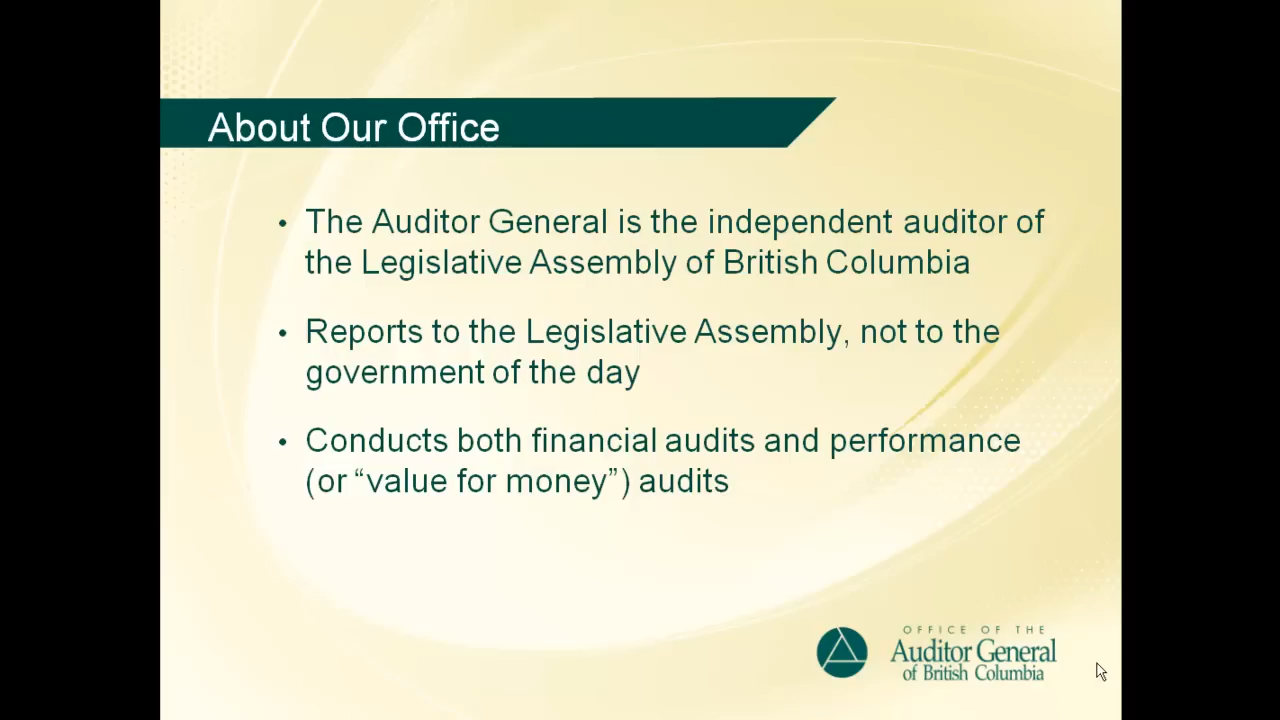 About Our Office
• The Auditor General is the independent auditor of
the Legislative Assembly of British Columbia
• Reports to the Legislative Assembly, not to the
government of the day
• Conducts both financial audits and performance
(or “value for money”) audits
OFFICE OF THE
Auditor General
of British Columbia